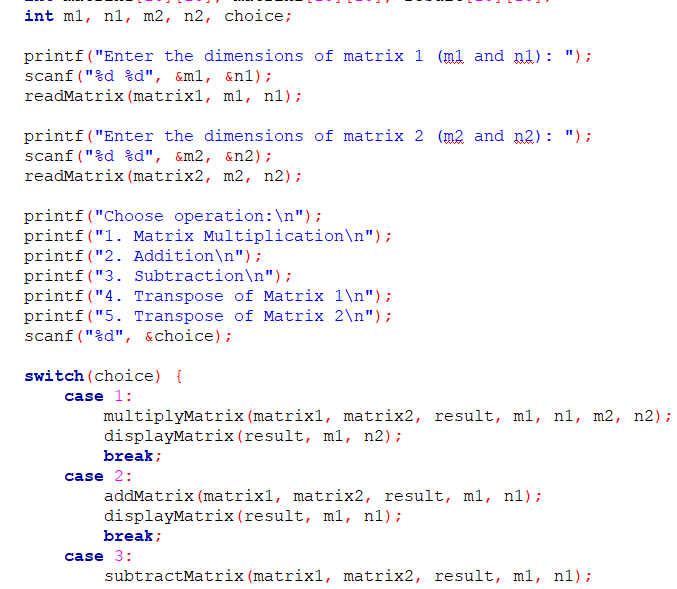 int m1, n1, m2, n2, choice;
printf("Enter the dimensions of matrix 1 (m1 and n1): ");
scanf("%d %d", &m1, &n1);
readMatrix(matrix1, m1, n1);
printf("Enter the dimensions of matrix 2 (m2 and n2): ");
scanf("%d %d", &m2, &n2);
readMatrix(matrix2, m2, n2);
printf("Choose operation:\n");
printf("1. Matrix Multiplication\n");
printf("2. Addition\n");
printf("3. Subtraction\n");
printf("4. Transpose of Matrix 1\n");
printf("5. Transpose of Matrix 2\n");
scanf("%d", &choice);
switch(choice) {
case 1:
multiplyMatrix(matrix1, matrix2, result, m1, n1, m2, n2);
displayMatrix(result, m1, n2);
break;
case 2:
addMatrix(matrix1, matrix2, result, m1, n1);
displayMatrix(result, m1, n1);
break;
case 3:
subtractMatrix(matrix1, matrix2, result, m1, n1);